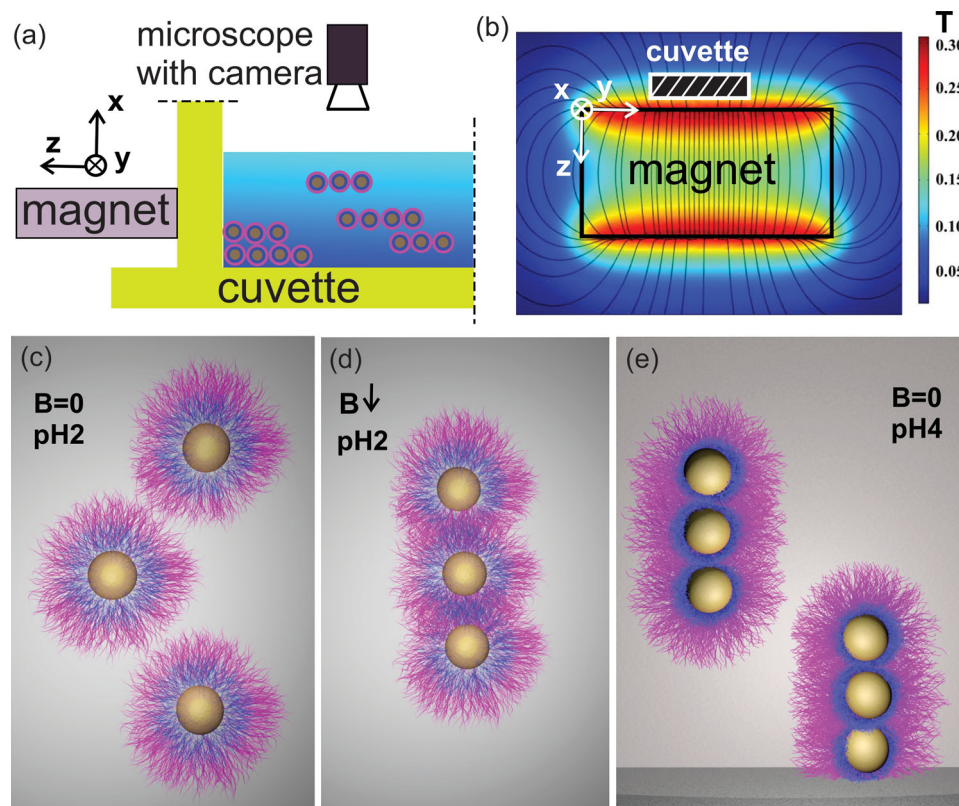 (a)
microscope
with camera
x
z
y
magnet
cuvette
(b)
T
cuvette
x
y
z
magnet
0.30
0.25
0.20
0.15
0.10
0.05
(c)
B=0
pH2
(d)
B↓
pH2
(e)
B=0
pH4